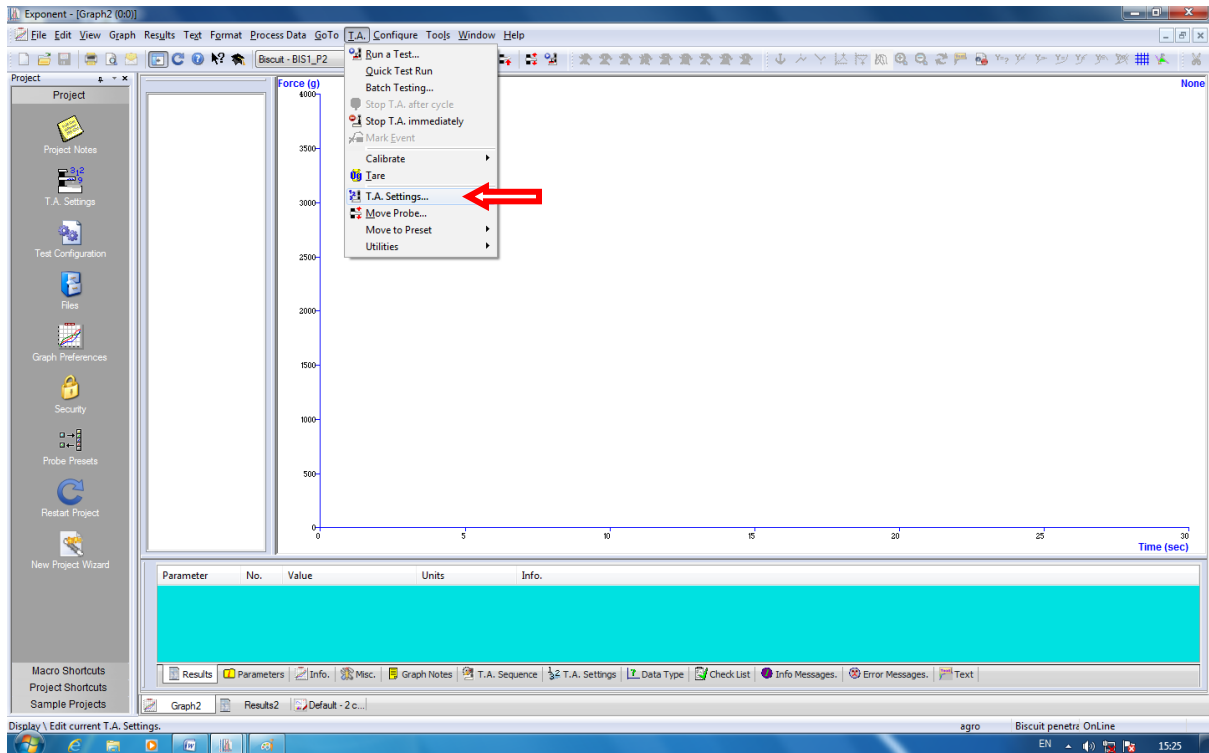 Exponent - [Graph2 (0:0)]
File Edit View Graph Results Text Format Process Data GoTo T.A. Configure Tools Window Help
Biscuit - BIS1_P2
Project
Project
Project Notes
T.A. Settings
Test Configuration
Files
Graph Preferences
Security
Probe Presets
Restart Project
New Project Wizard
Macro Shortcuts
Project Shortcuts
Sample Projects
Run a Test...
Quick Test Run
Batch Testing...
Stop T.A. after cycle
Stop T.A. immediately
Mark Event
Calibrate
Tare
T.A. Settings...
Move Probe...
Move to Preset
Utilities
Force (g)
None
4000
3500
3000
2500
2000
1500
1000
500
0
0 5 10 15 20 25 30
Time (sec)
Parameter No. Value Units Info.
Results Parameters Info. Misc. Graph Notes T.A. Sequence T.A. Settings Data Type Check List Info Messages. Error Messages. Text
Graph2 Results2 Default - 2 c...
Display \ Edit current T.A. Settings. agro Biscuit penetra OnLine
EN 15:25